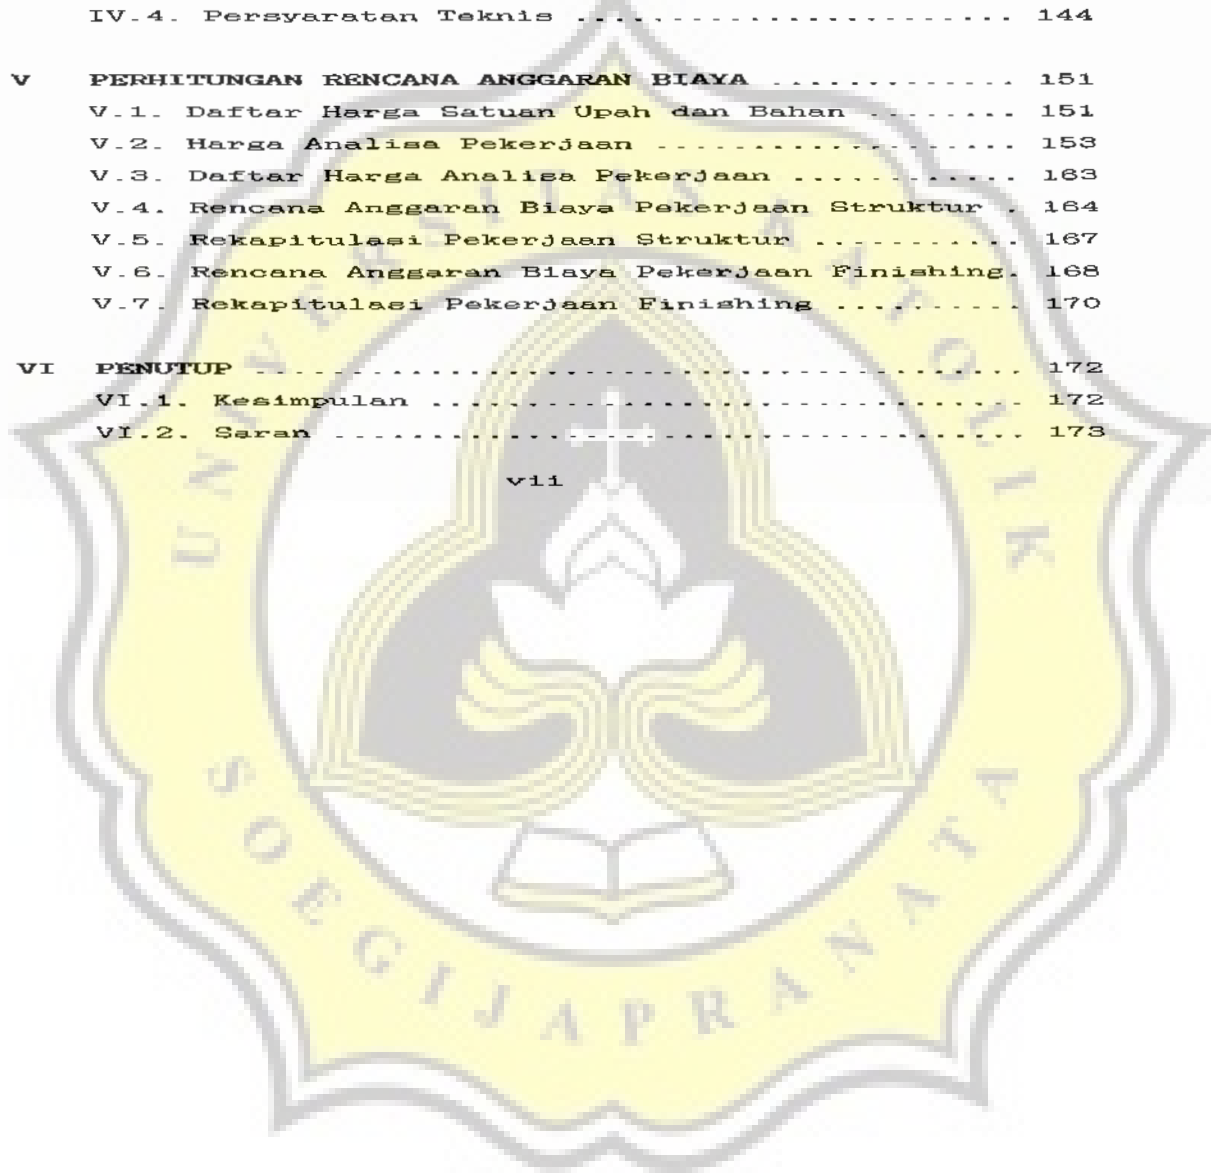 IV.4. Persyaratan Teknis ...................... 144
V PERHITUNGAN RENCANA ANGGARAN BIAYA ............. 151
V.1. Daftar Harga Satuan Upah dan Bahan ........ 151
V.2. Harga Analisa Pekerjaan ................... 153
V.3. Daftar Harga Analisa Pekerjaan ............ 163
V.4. Rencana Anggaran Biaya Pekerjaan Struktur . 164
V.5. Rekapitulasi Pekerjaan Struktur .......... 167
V.6. Rencana Anggaran Biaya Pekerjaan Finishing. 168
V.7. Rekapitulasi Pekerjaan Finishing .......... 170
VI PENUTUP ....................................... 172
VI.1. Kesimpulan .............................. 172
VI.2. Saran ................................... 173
vii
UNIVERSITAS KATOLIK
SOEGIJAPRANATA